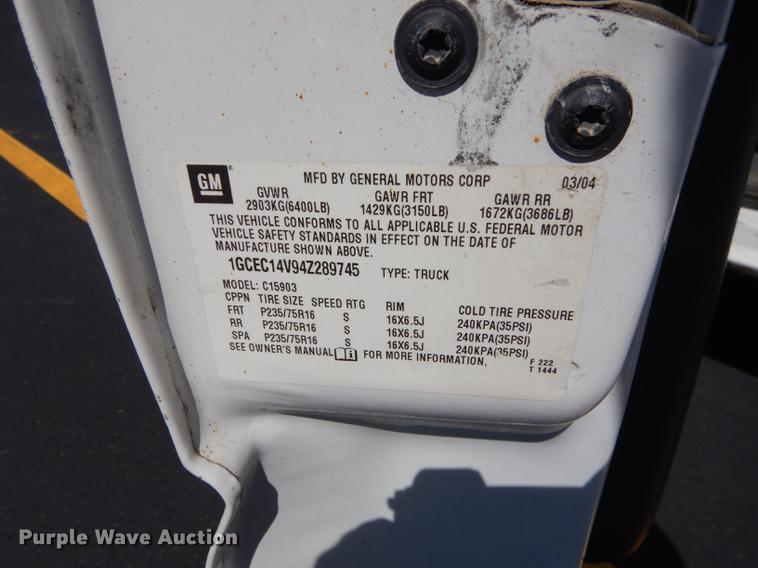 GM MFD BY GENERAL MOTORS CORP 03/04
GVWR GAWR FRT GAWR RR
2903KG(6400LB) 1429KG(3150LB) 1672KG(3686LB)
THIS VEHICLE CONFORMS TO ALL APPLICABLE U.S. FEDERAL MOTOR
VEHICLE SAFETY STANDARDS IN EFFECT ON THE DATE OF
MANUFACTURE SHOWN ABOVE.
1GCEC14V94Z289745 TYPE: TRUCK
MODEL: C15903
CPPN TIRE SIZE SPEED RTG RIM COLD TIRE PRESSURE
FRT P235/75R16 S 16X6.5J 240KPA(35PSI)
RR P235/75R16 S 16X6.5J 240KPA(35PSI)
SPA P235/75R16 S 16X6.5J 240KPA(35PSI)
SEE OWNER'S MANUAL FOR MORE INFORMATION. F 222
T 1444
Purple Wave Auction